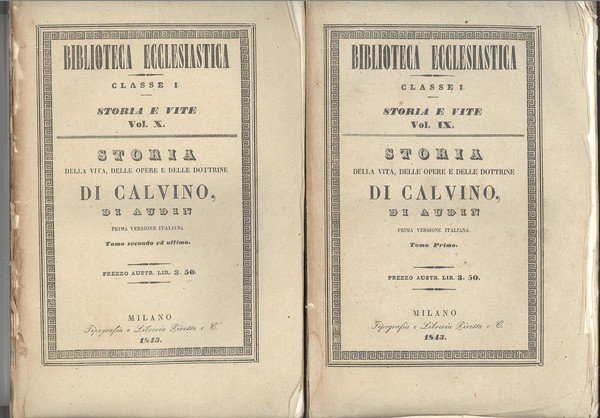 BIBLIOTECA ECCLESIASTICA
CLASSE I
STORIA E VITE
Vol. X.
STORIA
DELLA VITA, DELLE OPERE E DELLE DOTTRINE
DI CALVINO,
DI AUDIN
PRIMA VERSIONE ITALIANA
Tomo secondo ed ultimo.
PREZZO AUSTR. LIR. 3. 50.
MILANO
Tipografia e Libreria Pirotta e C.
1843.
BIBLIOTECA ECCLESIASTICA
CLASSE I
STORIA E VITE
Vol. IX.
STORIA
DELLA VITA, DELLE OPERE E DELLE DOTTRINE
DI CALVINO,
DI AUDIN
PRIMA VERSIONE ITALIANA.
Tomo Primo.
PREZZO AUSTR. LIR. 3. 50.
MILANO
Tipografia e Libreria Pirotta e C.
1843.